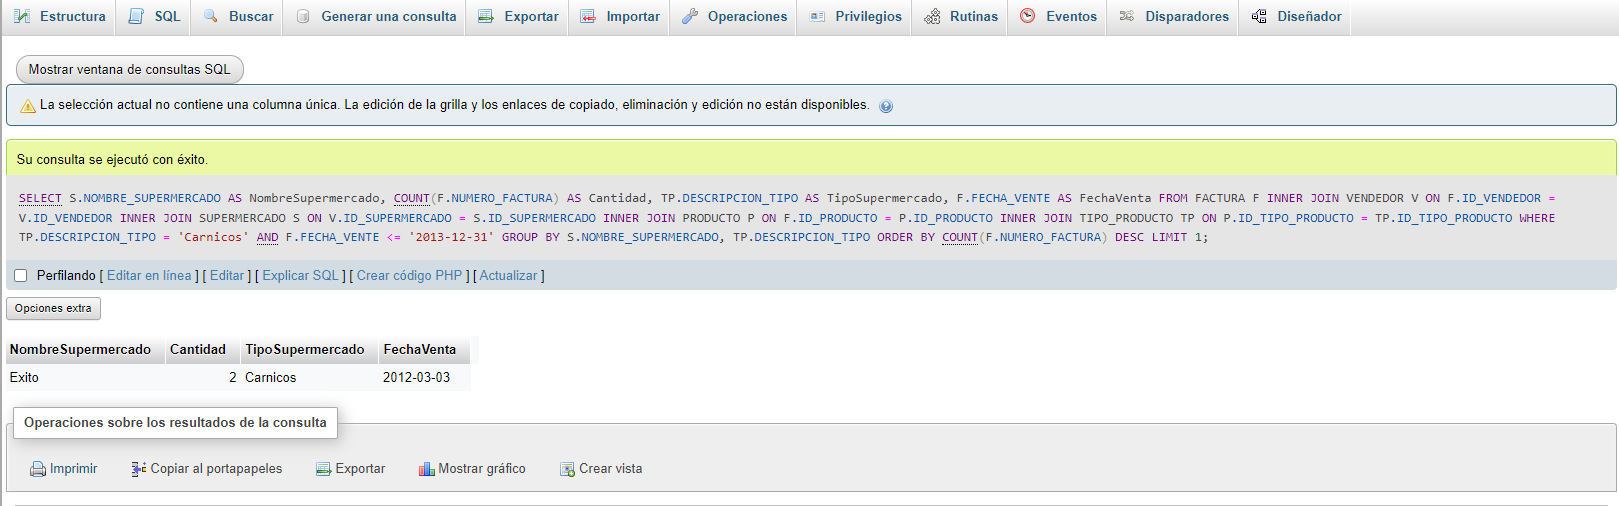 Estructura SQL Buscar Generar una consulta Exportar Importar Operaciones Privilegios Rutinas Eventos Disparadores Diseñador
Mostrar ventana de consultas SQL
La selección actual no contiene una columna única. La edición de la grilla y los enlaces de copiado, eliminación y edición no están disponibles.
Su consulta se ejecutó con éxito.
SELECT S.NOMBRE_SUPERMERCADO AS NombreSupermercado, COUNT(F.NUMERO_FACTURA) AS Cantidad, TP.DESCRIPCION_TIPO AS TipoSupermercado, F.FECHA_VENTE AS FechaVenta FROM FACTURA F INNER JOIN VENDEDOR V ON F.ID_VENDEDOR =
V.ID_VENDEDOR INNER JOIN SUPERMERCADO S ON V.ID_SUPERMERCADO = S.ID_SUPERMERCADO INNER JOIN PRODUCTO P ON F.ID_PRODUCTO = P.ID_PRODUCTO INNER JOIN TIPO_PRODUCTO TP ON P.ID_TIPO_PRODUCTO = TP.ID_TIPO_PRODUCTO WHERE
TP.DESCRIPCION_TIPO = 'Carnicos' AND F.FECHA_VENTE <= '2013-12-31' GROUP BY S.NOMBRE_SUPERMERCADO, TP.DESCRIPCION_TIPO ORDER BY COUNT(F.NUMERO_FACTURA) DESC LIMIT 1;
Perfilando [ Editar en línea ] [ Editar ] [ Explicar SQL ] [ Crear código PHP ] [ Actualizar ]
Opciones extra
NombreSupermercado Cantidad TipoSupermercado FechaVenta
Exito 2 Carnicos 2012-03-03
Operaciones sobre los resultados de la consulta
Imprimir Copiar al portapapeles Exportar Mostrar gráfico Crear vista